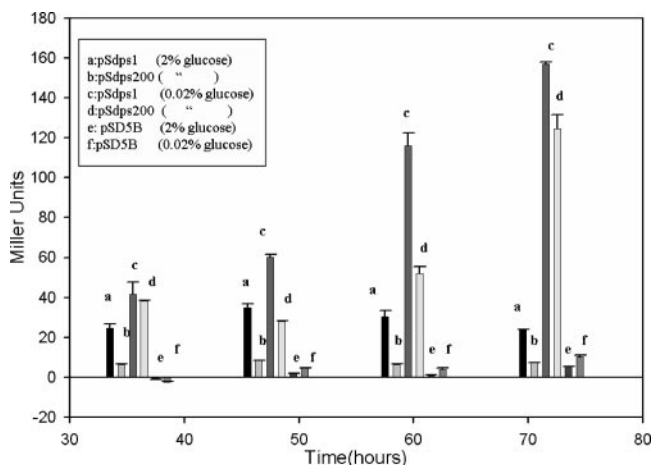 180
160
140
120
100
80
60
40
20
0
-20
Miller Units
a:pSdps1 (2% glucose)
b:pSdps200 ( “ )
c:pSdps1 (0.02% glucose)
d:pSdps200 ( “ )
e: pSD5B (2% glucose)
f:pSD5B (0.02% glucose)
a b c d e f
a b c d e f
a b c d e f
a b c d e f
30 40 50 60 70 80
Time(hours)